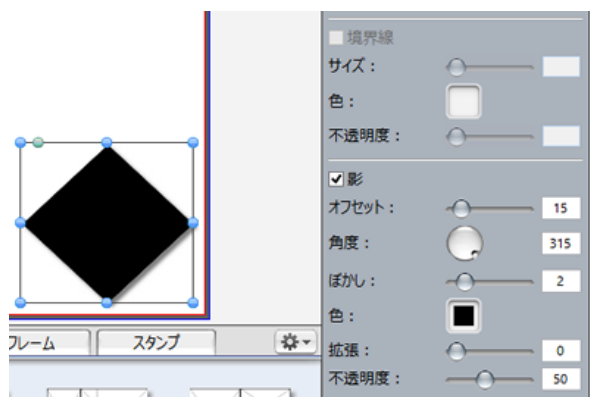 境界線
サイズ：
色：
不透明度：
影
オフセット： 15
角度： 315
ぼかし： 2
色：
拡張： 0
不透明度： 50
フレーム
スタンプ